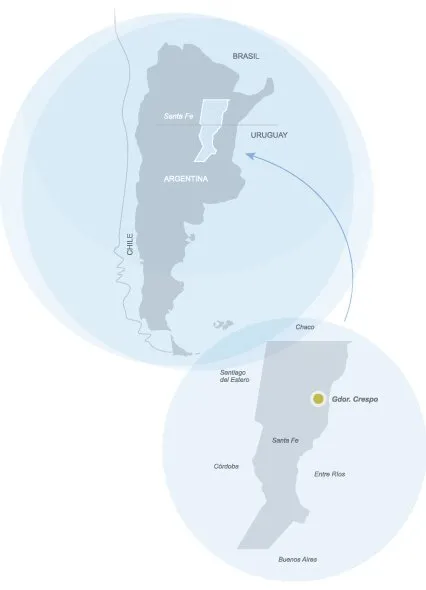 BRASIL
Santa Fe
URUGUAY
ARGENTINA
CHILE
Chaco
Santiago
del Estero
Gdor. Crespo
Santa Fe
Córdoba
Entre Ríos
Buenos Aires